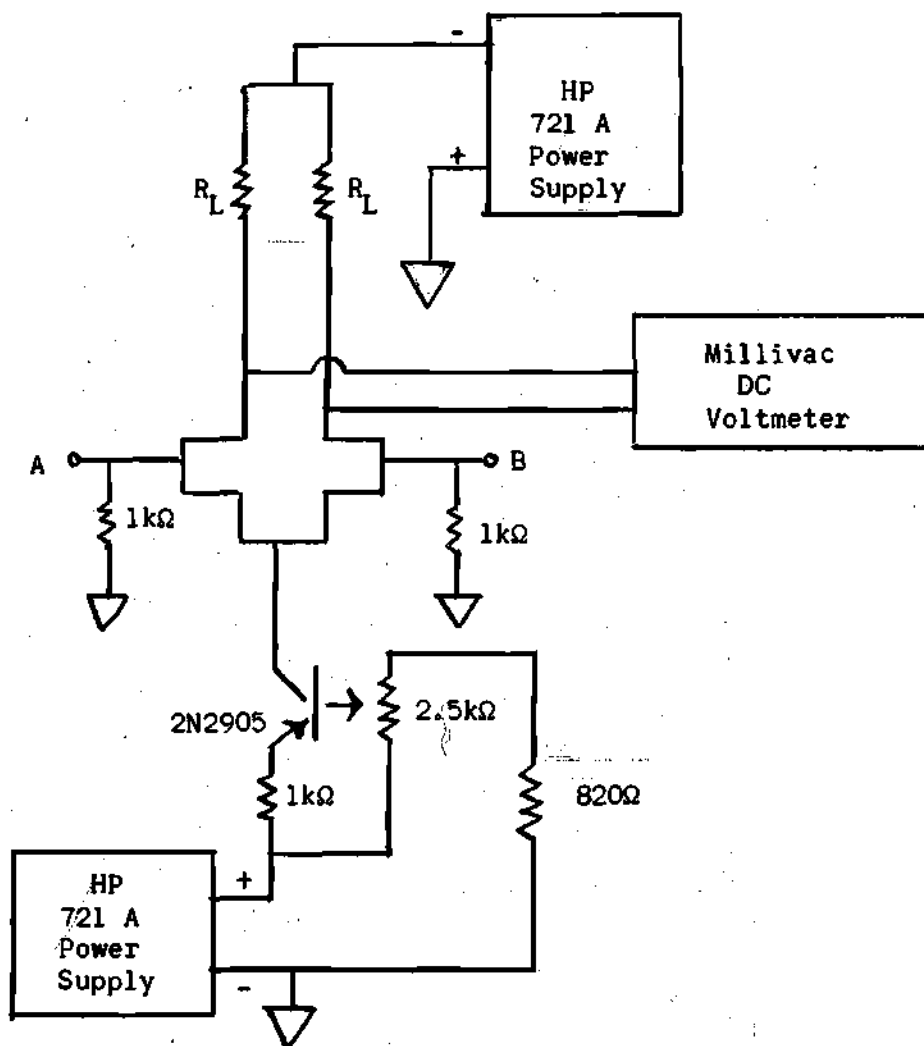 -
HP
721 A
Power
Supply
+
R_L
R_L
Millivac
DC
Voltmeter
A
B
1kΩ
1kΩ
2N2905
2.5kΩ
1kΩ
820Ω
HP
721 A
Power
Supply
+
-